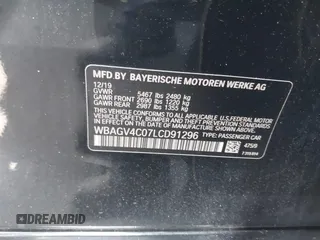 MFD BY BAYERISCHE MOTOREN WERKE AG
12/19
GVWR 5467 lbs 2480 kg
GAWR FRONT 2690 lbs 1220 kg
GAWR REAR 2987 lbs 1355 kg
THIS VEHICLE CONFORMS TO ALL APPLICABLE FEDERAL MOTOR
VEHICLE SAFETY, BUMPER AND THEFT PREVENTION STANDARDS
IN EFFECT ON THE DATE OF MANUFACTURE SHOWN ABOVE.
WBAGV4C07LCD91296 TYPE: PASSENGER CAR
475/9
DREAMBID